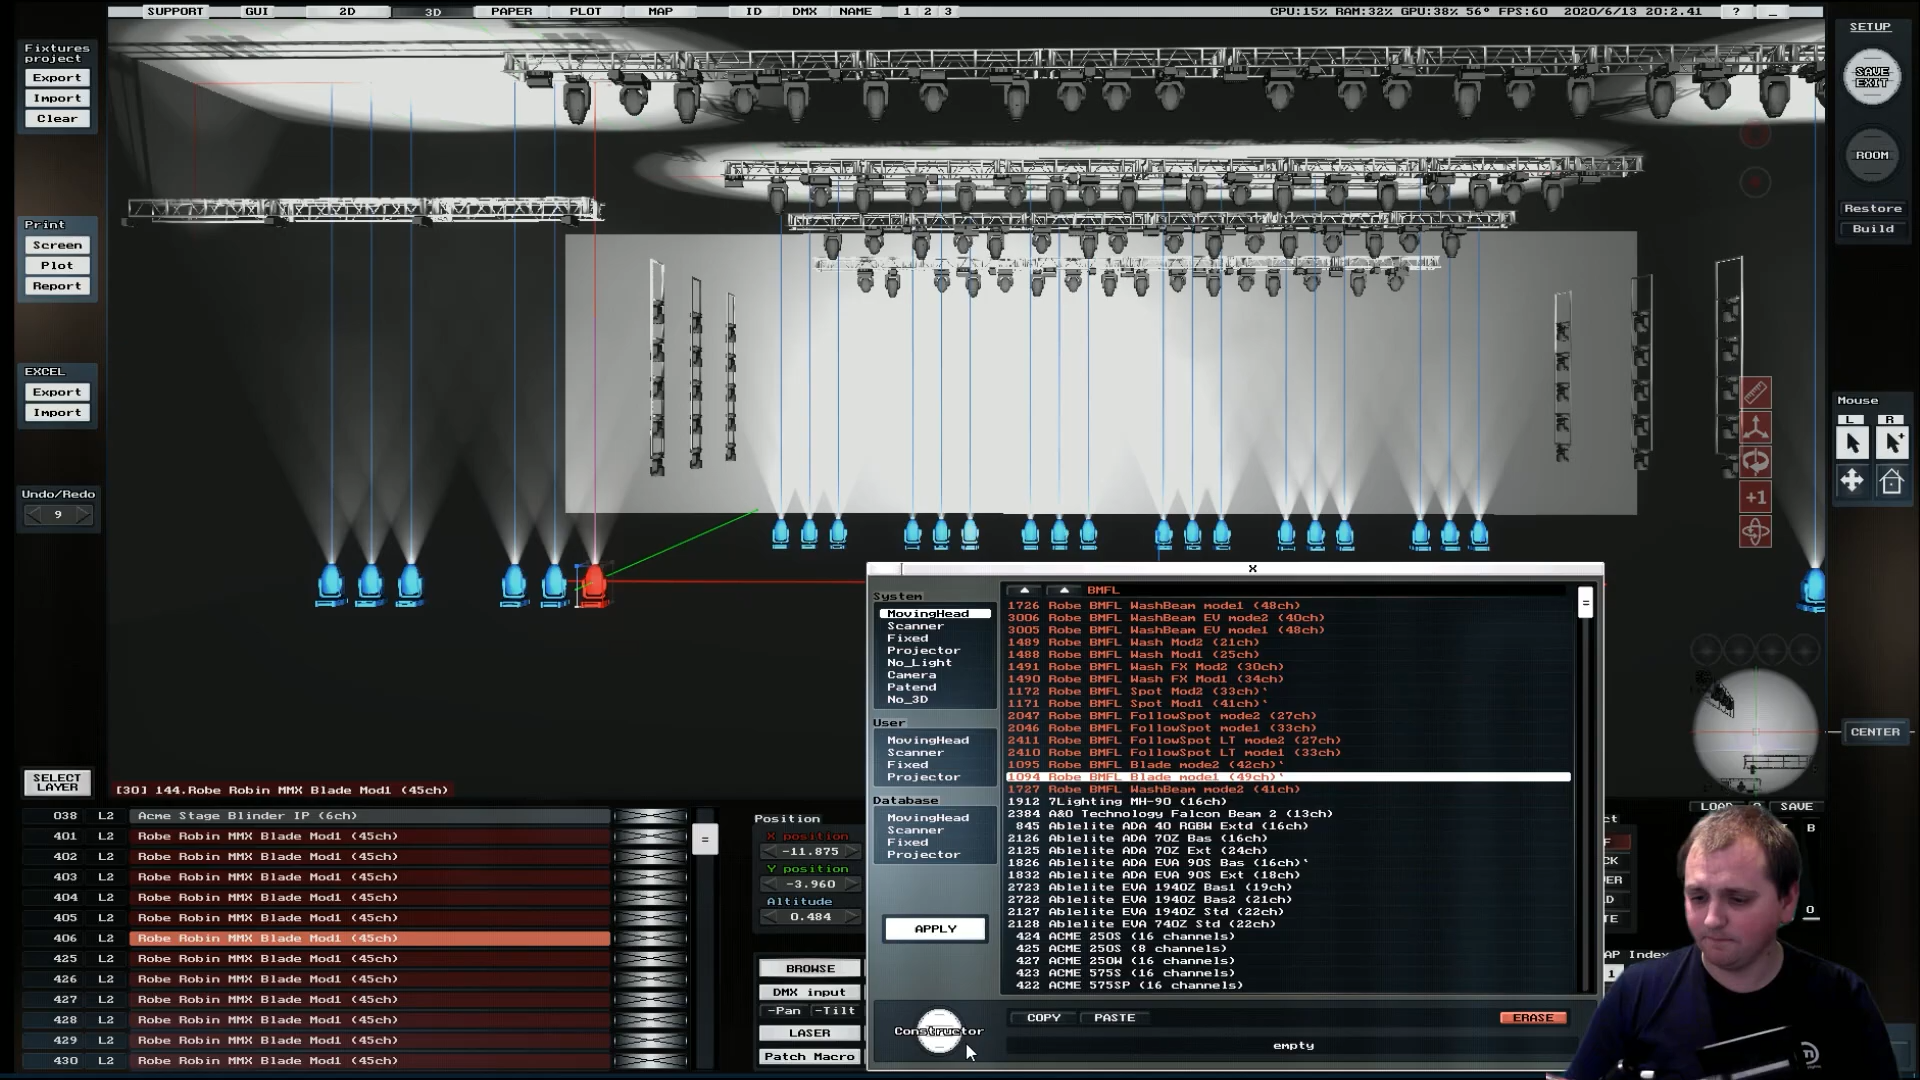 SUPPORT GUI 2D 3D PAPER PLOT MAP ID DMX NAME 1 2 3 CPU:15% RAM:32% GPU:38% 56° FPS:60 2020/6/13 20:2.41 ? _
SETUP
SAVE
EXIT
ROOM
Restore
Build
Fixtures
project
Export
Import
Clear
Print
Screen
Plot
Report
EXCEL
Export
Import
Undo/Redo
9
SELECT
LAYER
Mouse
L R
+1
CENTER
LOAD SAVE
[30] 144.Robe Robin MMX Blade Mod1 (45ch)
038 L2 Acme Stage Blinder IP (6ch)
401 L2 Robe Robin MMX Blade Mod1 (45ch)
402 L2 Robe Robin MMX Blade Mod1 (45ch)
403 L2 Robe Robin MMX Blade Mod1 (45ch)
404 L2 Robe Robin MMX Blade Mod1 (45ch)
405 L2 Robe Robin MMX Blade Mod1 (45ch)
406 L2 Robe Robin MMX Blade Mod1 (45ch)
425 L2 Robe Robin MMX Blade Mod1 (45ch)
426 L2 Robe Robin MMX Blade Mod1 (45ch)
427 L2 Robe Robin MMX Blade Mod1 (45ch)
428 L2 Robe Robin MMX Blade Mod1 (45ch)
429 L2 Robe Robin MMX Blade Mod1 (45ch)
430 L2 Robe Robin MMX Blade Mod1 (45ch)
=
Position
X position
-11.875
Y position
-3.960
Altitude
0.484
BROWSE
DMX input
-Pan -Tilt
LASER
Patch Macro
X
System
MovingHead
Scanner
Fixed
Projector
No_Light
Camera
Patend
No_3D
User
MovingHead
Scanner
Fixed
Projector
Database
MovingHead
Scanner
Fixed
Projector
APPLY
Constructor
BMFL
1726 Robe BMFL WashBeam mode1 (48ch)
3006 Robe BMFL WashBeam EV mode2 (40ch)
3005 Robe BMFL WashBeam EV mode1 (48ch)
1489 Robe BMFL Wash Mod2 (21ch)
1488 Robe BMFL Wash Mod1 (25ch)
1491 Robe BMFL Wash FX Mod2 (30ch)
1490 Robe BMFL Wash FX Mod1 (34ch)
1172 Robe BMFL Spot Mod2 (33ch)`
1171 Robe BMFL Spot Mod1 (41ch)`
2047 Robe BMFL FollowSpot mode2 (27ch)
2046 Robe BMFL FollowSpot mode1 (33ch)
2411 Robe BMFL FollowSpot LT mode2 (27ch)
2410 Robe BMFL FollowSpot LT mode1 (33ch)
1095 Robe BMFL Blade mode2 (42ch)`
1094 Robe BMFL Blade mode1 (49ch)`
1727 Robe BMFL WashBeam mode2 (41ch)
1912 7Lighting MH-90 (16ch)
2384 A&O Technology Falcon Beam 2 (13ch)
845 Ablelite ADA 40 RGBW Extd (16ch)
2126 Ablelite ADA 70Z Bas (16ch)
2125 Ablelite ADA 70Z Ext (24ch)
1826 Ablelite ADA EVA 90S Bas (16ch)`
1832 Ablelite ADA EVA 90S Ext (18ch)
2723 Ablelite EVA 1940Z Bas1 (19ch)
2722 Ablelite EVA 1940Z Bas2 (21ch)
2127 Ablelite EVA 1940Z Std (22ch)
2128 Ablelite EVA 740Z Std (22ch)
424 ACME 250S (16 channels)
425 ACME 250S (8 channels)
427 ACME 250W (16 channels)
423 ACME 575S (16 channels)
422 ACME 575SP (16 channels)
=
COPY PASTE ERASE
empty
B
0
AP Index
1